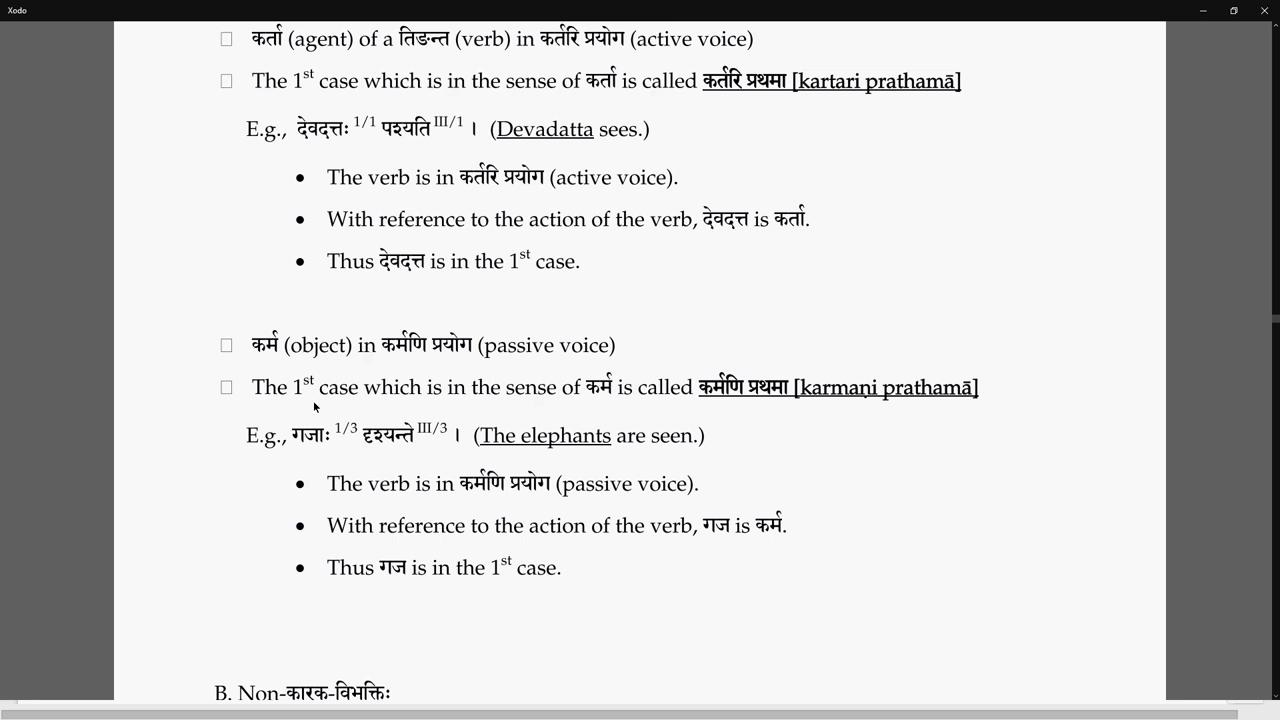 Xodo
कर्ता (agent) of a तिङन्त (verb) in कर्तरि प्रयोग (active voice)
The 1st case which is in the sense of कर्ता is called कर्तरि प्रथमा [kartari prathamā]
E.g., देवदत्तः 1/1 पश्यति III/1 । (Devadatta sees.)
• The verb is in कर्तरि प्रयोग (active voice).
• With reference to the action of the verb, देवदत्त is कर्ता.
• Thus देवदत्त is in the 1st case.
कर्म (object) in कर्मणि प्रयोग (passive voice)
The 1st case which is in the sense of कर्म is called कर्मणि प्रथमा [karmaṇi prathamā]
E.g., गजाः 1/3 दृश्यन्ते III/3 । (The elephants are seen.)
• The verb is in कर्मणि प्रयोग (passive voice).
• With reference to the action of the verb, गज is कर्म.
• Thus गज is in the 1st case.
B. Non-कारक-विभक्तिः